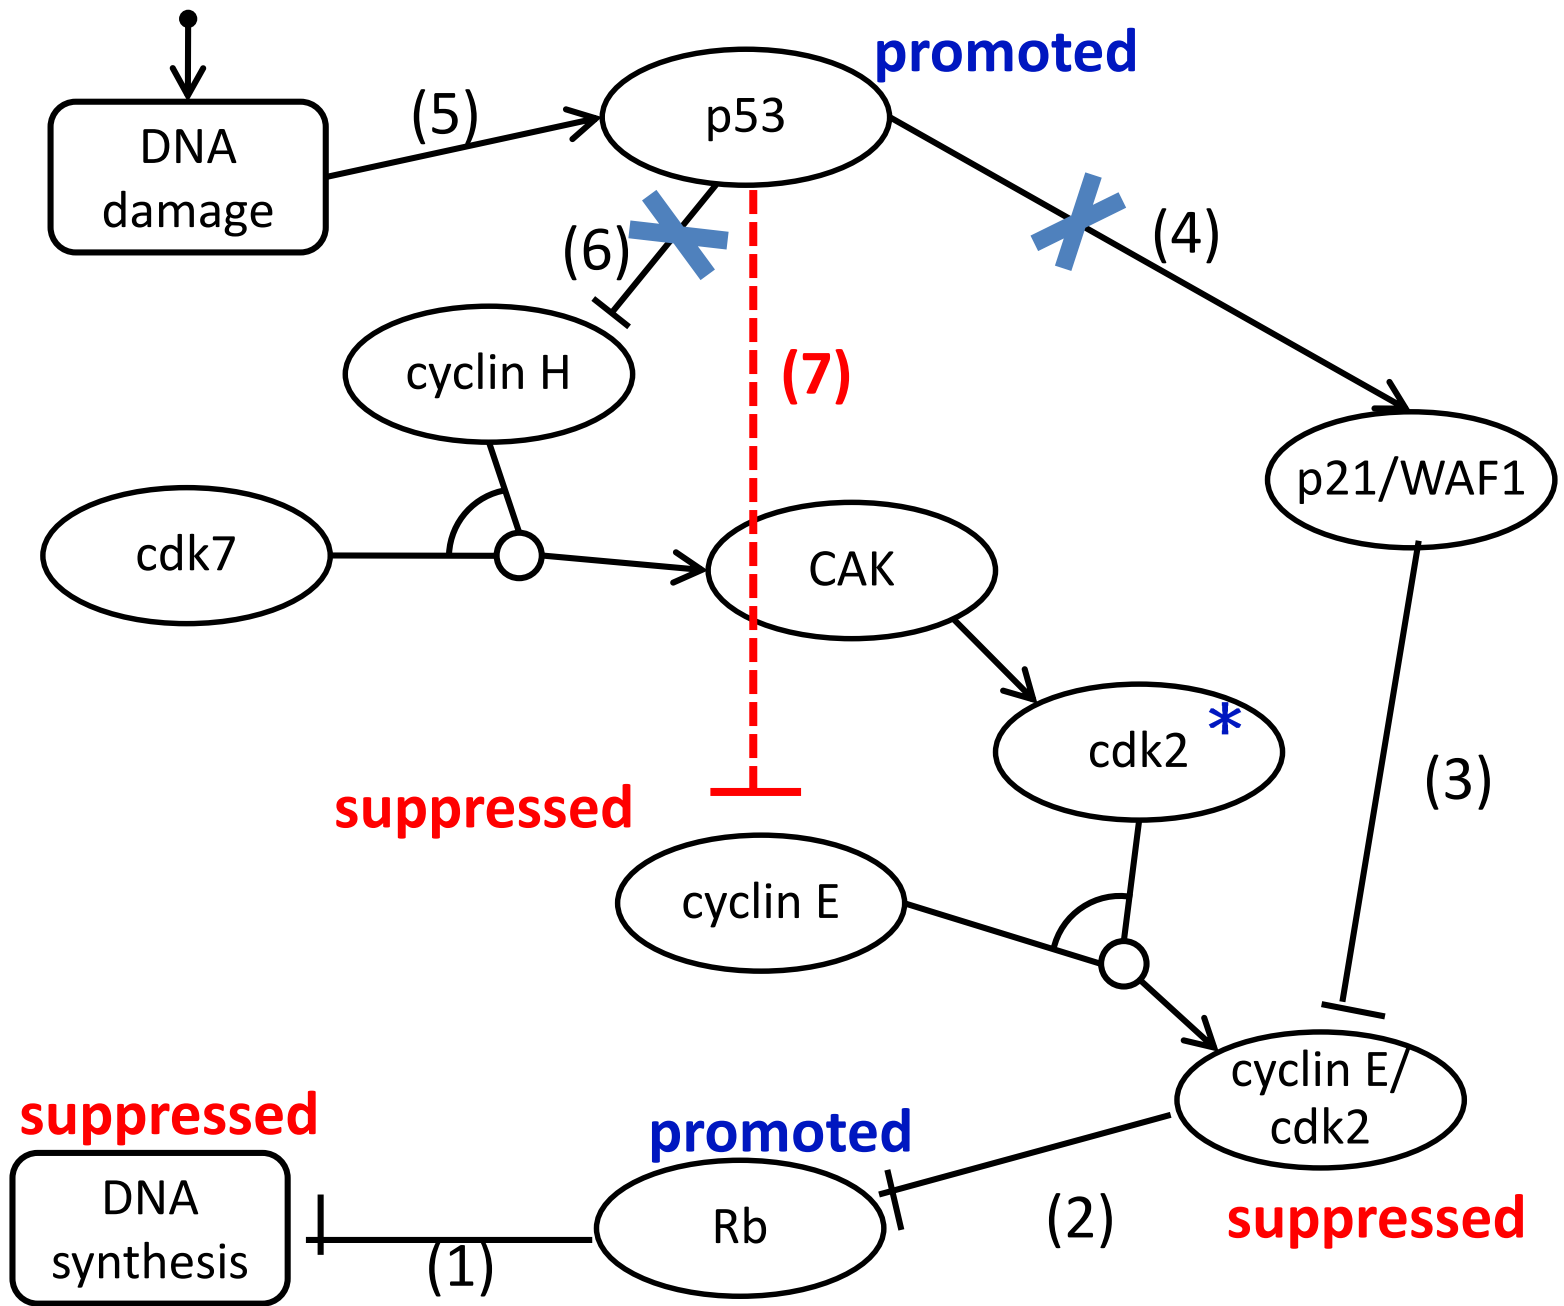 promoted
p53
(5)
DNA
damage
(4)
(6)
cyclin H
(7)
p21/WAF1
cdk7
CAK
cdk2 *
(3)
suppressed
cyclin E
cyclin E/
cdk2
suppressed
promoted
DNA
synthesis
(1)
Rb
(2)
suppressed